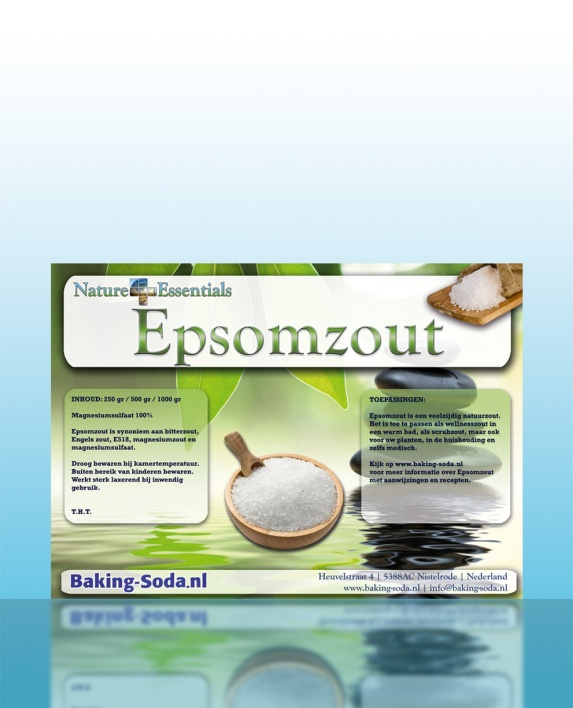 Nature Essentials
Epsomzout
INHOUD: 250 gr / 500 gr / 1000 gr
Magnesiumsulfaat 100%
Epsomzout is synoniem aan bitterzout,
Engels zout, E518, magnesiumzout en
magnesiumsulfaat.
Droog bewaren bij kamertemperatuur.
Buiten bereik van kinderen bewaren.
Werkt sterk laxerend bij inwendig
gebruik.
T.H.T.
TOEPASSINGEN:
Epsomzout is een veelzijdig natuurzout.
Het is toe te passen als wellnesszout in
een warm bad, als scrubzout, maar ook
voor uw planten, in de huishouding en
zelfs medisch.
Kijk op www.baking-soda.nl
voor meer informatie over Epsomzout
met aanwijzingen en recepten.
Baking-Soda.nl
Heuvelstraat 4 | 5388AC Nistelrode | Nederland
www.baking-soda.nl | info@baking-soda.nl
Baking-Soda.nl